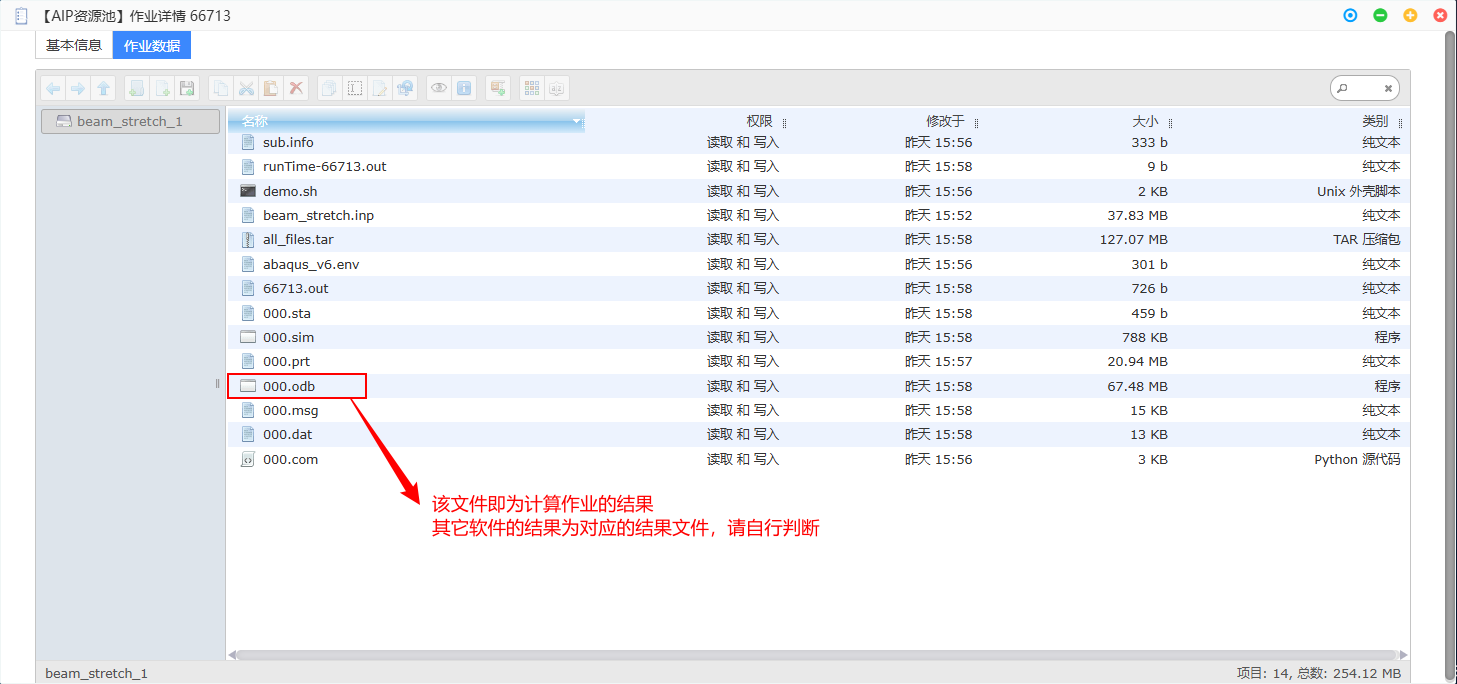 【AIP资源池】作业详情 66713
基本信息 作业数据
beam_stretch_1
名称 权限 修改于 大小 类别
sub.info 读取 和 写入 昨天 15:56 333 b 纯文本
runTime-66713.out 读取 和 写入 昨天 15:58 9 b 纯文本
demo.sh 读取 和 写入 昨天 15:56 2 KB Unix 外壳脚本
beam_stretch.inp 读取 和 写入 昨天 15:52 37.83 MB 纯文本
all_files.tar 读取 和 写入 昨天 15:58 127.07 MB TAR 压缩包
abaqus_v6.env 读取 和 写入 昨天 15:56 301 b 纯文本
66713.out 读取 和 写入 昨天 15:58 726 b 纯文本
000.sta 读取 和 写入 昨天 15:58 459 b 纯文本
000.sim 读取 和 写入 昨天 15:58 788 KB 程序
000.prt 读取 和 写入 昨天 15:57 20.94 MB 纯文本
000.odb 读取 和 写入 昨天 15:58 67.48 MB 程序
000.msg 读取 和 写入 昨天 15:58 15 KB 纯文本
000.dat 读取 和 写入 昨天 15:58 13 KB 纯文本
000.com 读取 和 写入 昨天 15:56 3 KB Python 源代码
该文件即为计算作业的结果
其它软件的结果为对应的结果文件，请自行判断
beam_stretch_1 项目: 14, 总数: 254.12 MB